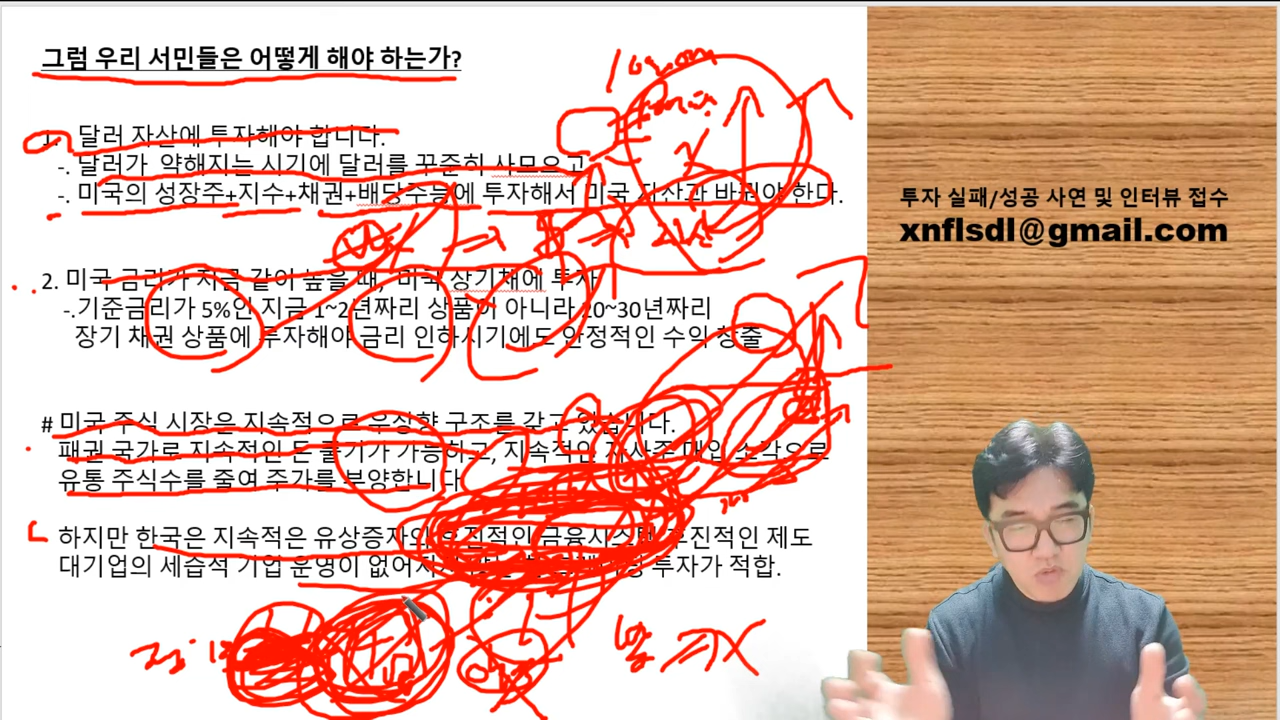 그럼 우리 서민들은 어떻게 해야 하는가?
1. 달러 자산에 투자해야 합니다.
-. 달러가 약해지는 시기에 달러를 꾸준히 사모으고
-. 미국의 성장주+지수+채권+배당주등에 투자해서 미국 자산과 바꿔야 한다.
2. 미국 금리가 지금 같이 높을 때, 미국 장기채에 투자
-.기준금리가 5%인 지금 1~2년짜리 상품이 아니라 20~30년짜리
장기 채권 상품에 투자해야 금리 인하시기에도 안정적인 수익 창출
# 미국 주식 시장은 지속적으로 우상향 구조를 갖고 있습니다.
패권 국가로 지속적인 돈 풀기가 가능하고, 지속적인 자사주 매입 소각으로
유통 주식수를 줄여 주가를 부양합니다
하지만 한국은 지속적은 유상증자와 후진적인 금융시스템 후진적인 제도
대기업의 세습적 기업 운영이 없어지지 투자가 적합.
투자 실패/성공 사연 및 인터뷰 접수
xnflsdl@gmail.com